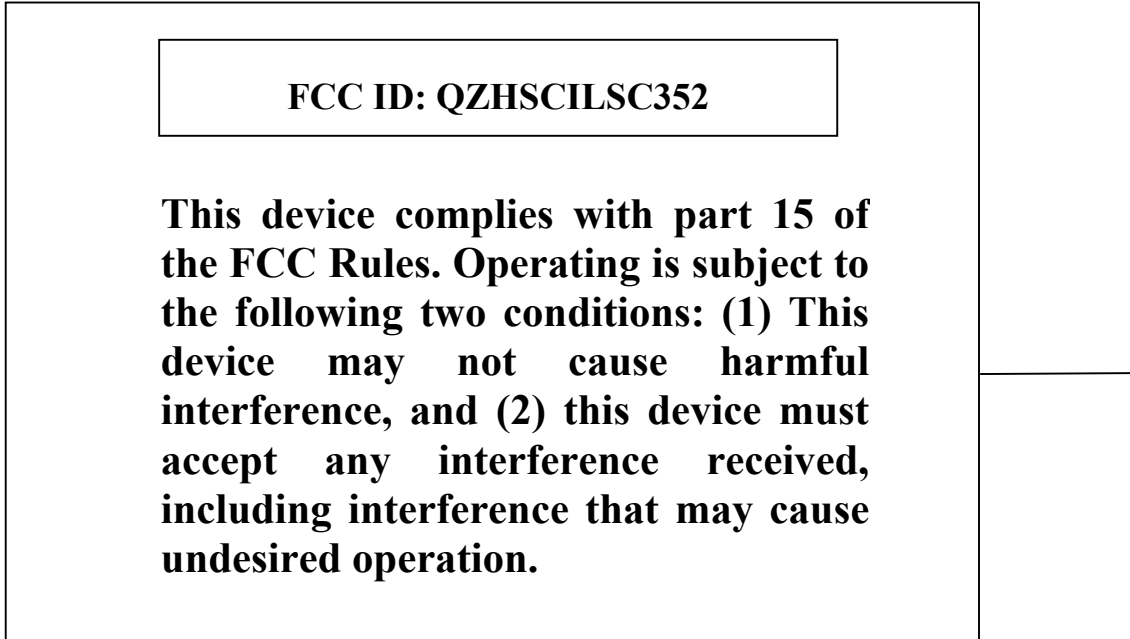 FCC ID: QZHSCILSC352
This device complies with part 15 of
the FCC Rules. Operating is subject to
the following two conditions: (1) This
device may not cause harmful
interference, and (2) this device must
accept any interference received,
including interference that may cause
undesired operation.